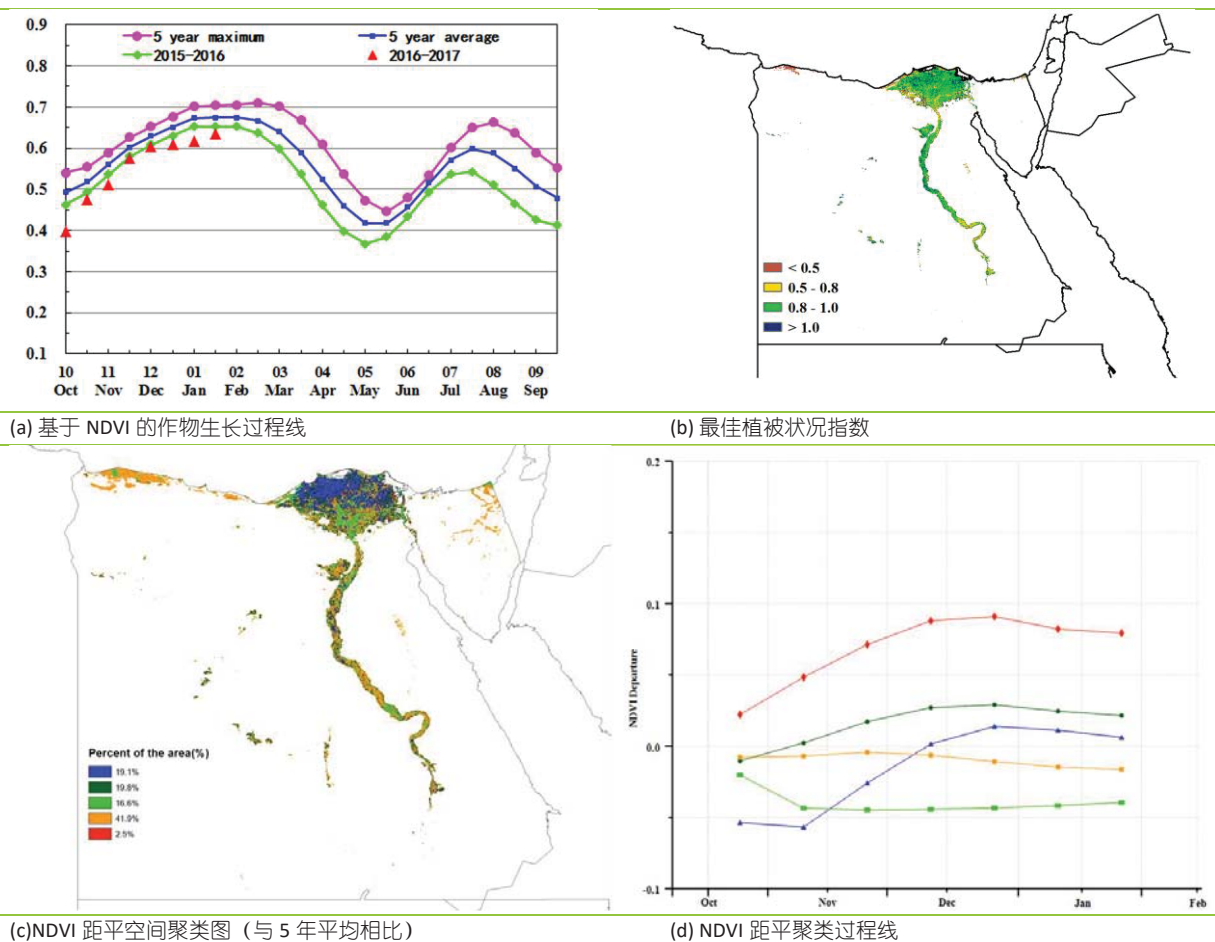 0.9
0.8
0.7
0.6
0.5
0.4
0.3
0.2
0.1
5 year maximum
5 year average
2015-2016
2016-2017
10 11 12 01 02 03 04 05 06 07 08 09
Oct Nov Dec Jan Feb Mar Apr May Jun Jul Aug Sep
< 0.5
0.5 - 0.8
0.8 - 1.0
> 1.0
(a) 基于 NDVI 的作物生长过程线
(b) 最佳植被状况指数
Percent of the area(%)
19.1%
19.8%
16.6%
41.9%
2.5%
0.2
0.1
0.0
-0.1
NDVI Departure
Oct Nov Dec Jan Feb
(c)NDVI 距平空间聚类图（与 5 年平均相比）
(d) NDVI 距平聚类过程线